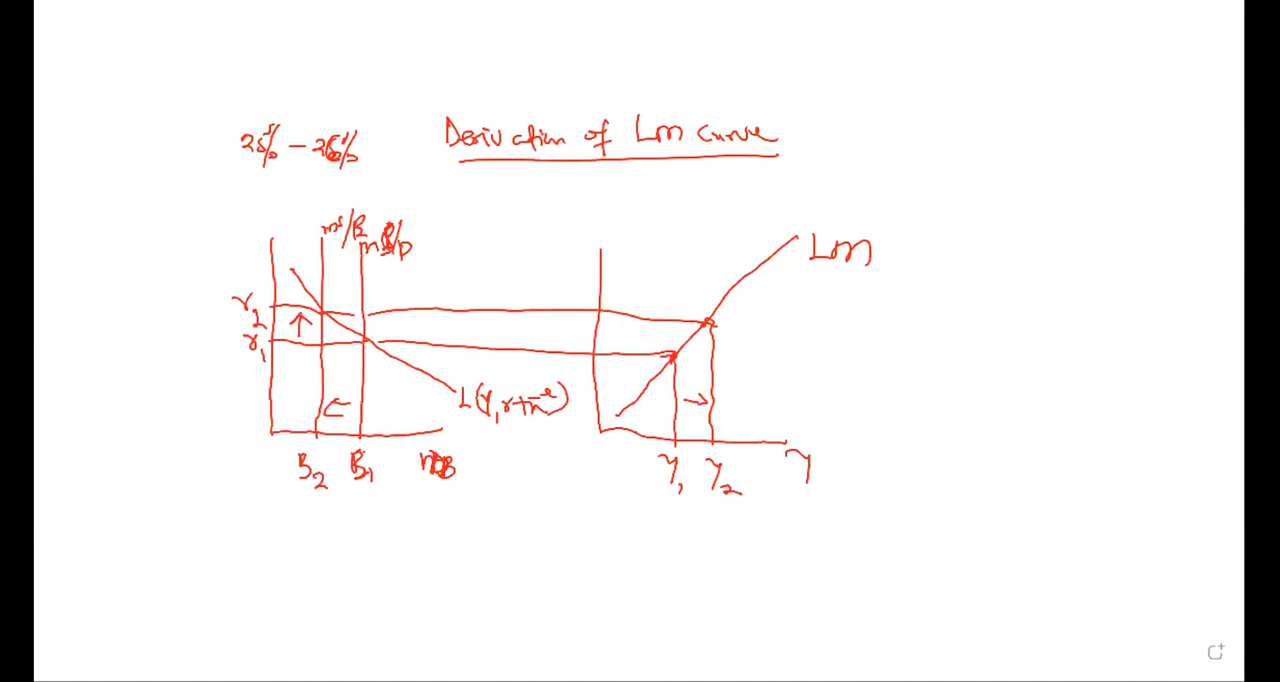 25% – 26% Derivation of LM curve
LM
r₂
r₁
L(Y, r+π^e)
B₂ B₁
Y₁ Y₂ Y